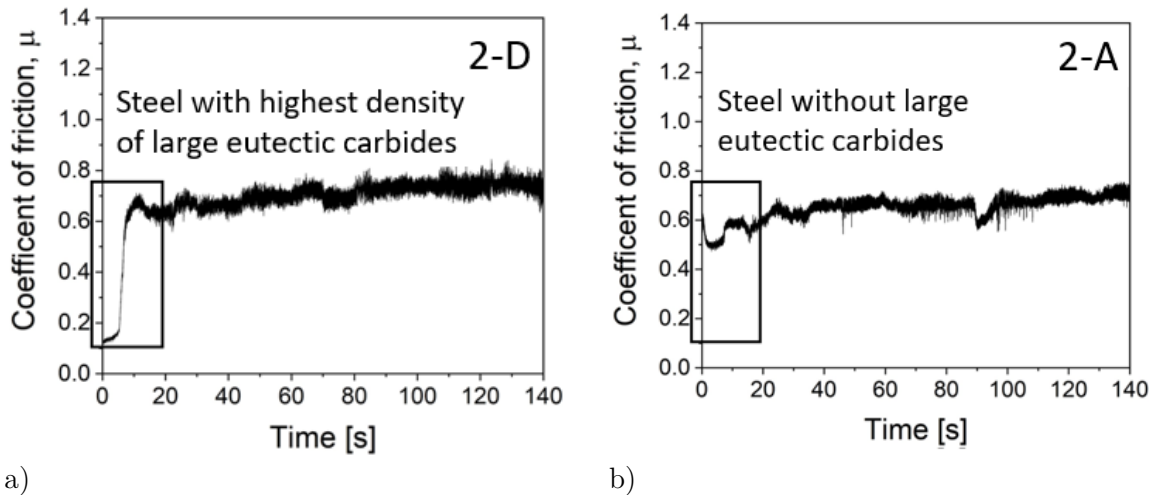 1.4
1.2
1.0
0.8
0.6
0.4
0.2
0.0
Coefficent of friction, μ
2-D
Steel with highest density
of large eutectic carbides
0 20 40 60 80 100 120 140
Time [s]
a)
1.4
1.2
1.0
0.8
0.6
0.4
0.2
0.0
Coefficent of friction, μ
2-A
Steel without large
eutectic carbides
0 20 40 60 80 100 120 140
Time [s]
b)